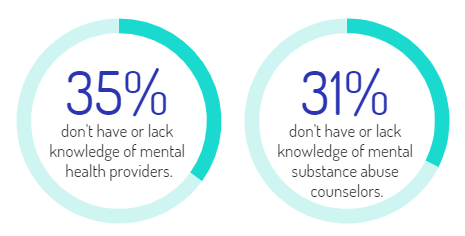 35%
don't have or lack
knowledge of mental
health providers.
31%
don't have or lack
knowledge of mental
substance abuse
counselors.